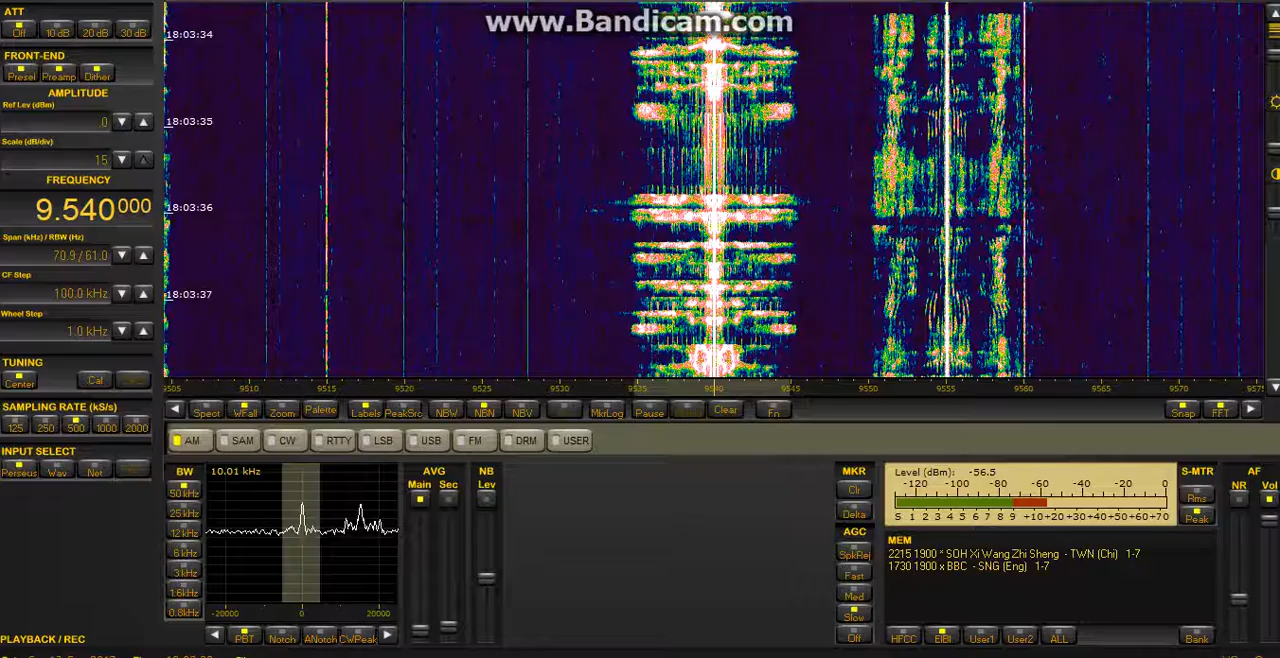 www.Bandicam.com
ATT
Off 10 dB 20 dB 30 dB
FRONT-END
Presel Preamp Dither
AMPLITUDE
Ref Lev (dBm)
.0
Scale (dB/div)
15
FREQUENCY
9.540000
Span (kHz) / RBW (Hz)
70.9 / 61.0
CF Step
100.0 kHz
Wheel Step
1.0 kHz
TUNING
Center Cal
SAMPLING RATE (kS/s)
125 250 500 1000 2000
INPUT SELECT
Perseus Wav Net
PLAYBACK / REC
18:03:34
18:03:35
18:03:36
18:03:37
9505 9510 9515 9520 9525 9530 9535 9540 9545 9550 9555 9560 9565 9570 9575
Spect WFall Zoom Palette Labels PeakSrc NBW NBN NBV MkrLog Pause Clear Fn Snap FFT
AM SAM CW RTTY LSB USB FM DRM USER
BW
50 kHz
25 kHz
12 kHz
6 kHz
3 kHz
1.6kHz
0.8kHz
10.01 kHz
-20000 0 20000
PBT Notch ANotch CWPeak
AVG
Main Sec
NB
Lev
MKR
Clr
Delta
AGC
SpkRej
Fast
Med
Slow
Off
Level (dBm): -56.5
-120 -100 -80 -60 -40 -20 0
S 1 2 3 4 5 6 7 8 9 +10+20+30+40+50+60+70
S-MTR
Rms
Peak
AF
NR Vol
MEM
2215 1900 * SOH Xi Wang Zhi Sheng - TWN (Chi) 1-7
1730 1900 x BBC - SNG (Eng) 1-7
HFCC EIBI User1 User2 ALL Bank